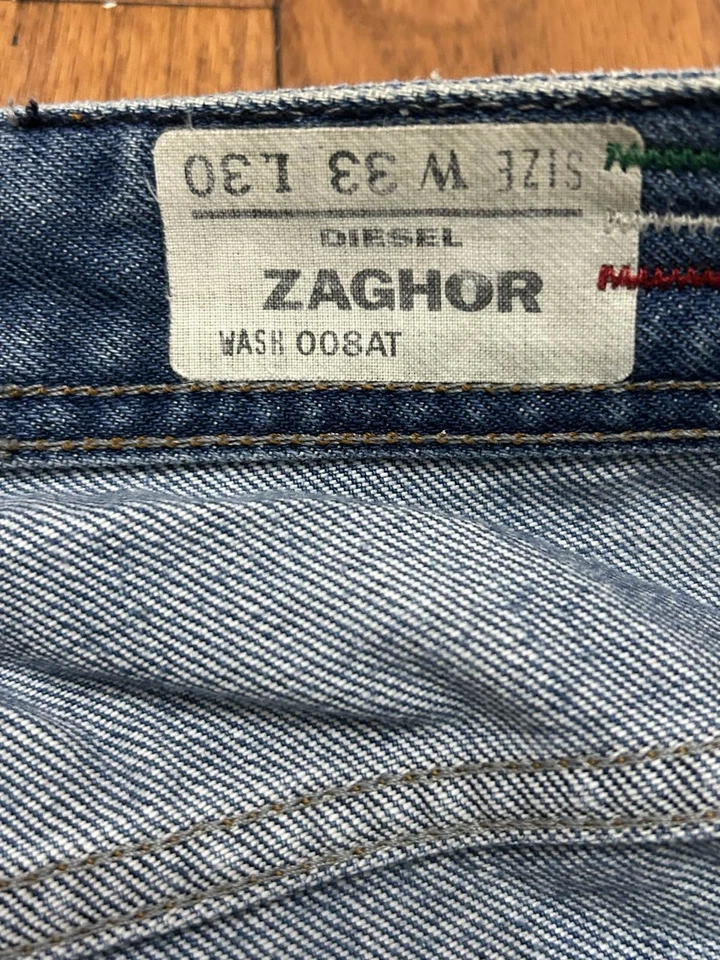 SIZE W 33 L30
DIESEL
ZAGHOR
WASH 008AT